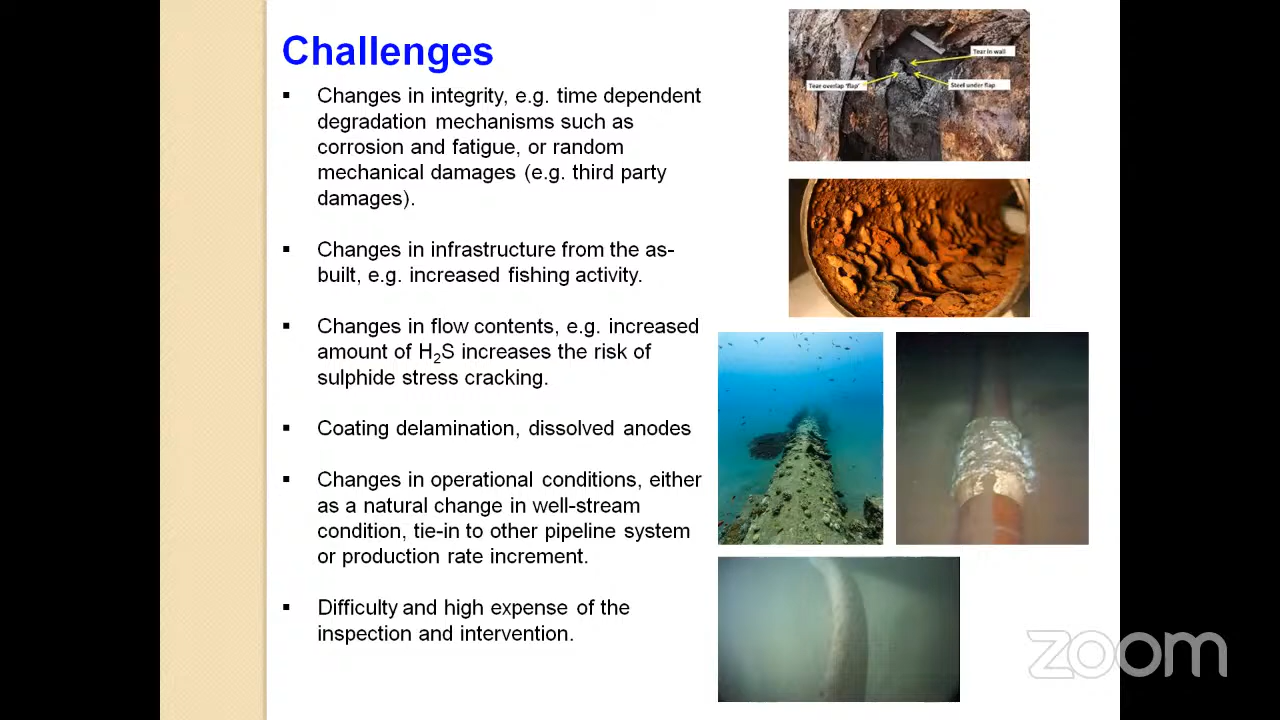 Challenges
▪ Changes in integrity, e.g. time dependent
degradation mechanisms such as
corrosion and fatigue, or random
mechanical damages (e.g. third party
damages).
▪ Changes in infrastructure from the as-
built, e.g. increased fishing activity.
▪ Changes in flow contents, e.g. increased
amount of H₂S increases the risk of
sulphide stress cracking.
▪ Coating delamination, dissolved anodes
▪ Changes in operational conditions, either
as a natural change in well-stream
condition, tie-in to other pipeline system
or production rate increment.
▪ Difficulty and high expense of the
inspection and intervention.
Tear in wall
Tear overlap 'flap'
Steel under flap
zoom